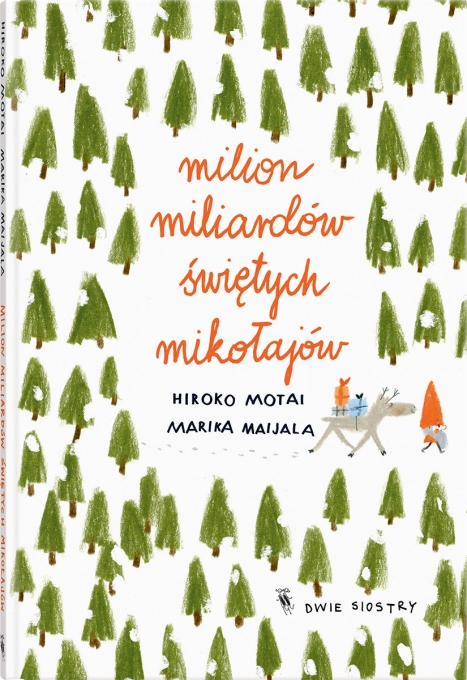 milion
miliardów
świętych
mikołajów
HIROKO MOTAI
MARIKA MAIJALA
DWIE SIOSTRY
HIROKO MOTAI MARIKA MAIJALA MILION MILIARDÓW ŚWIĘTYCH MIKOŁAJÓW